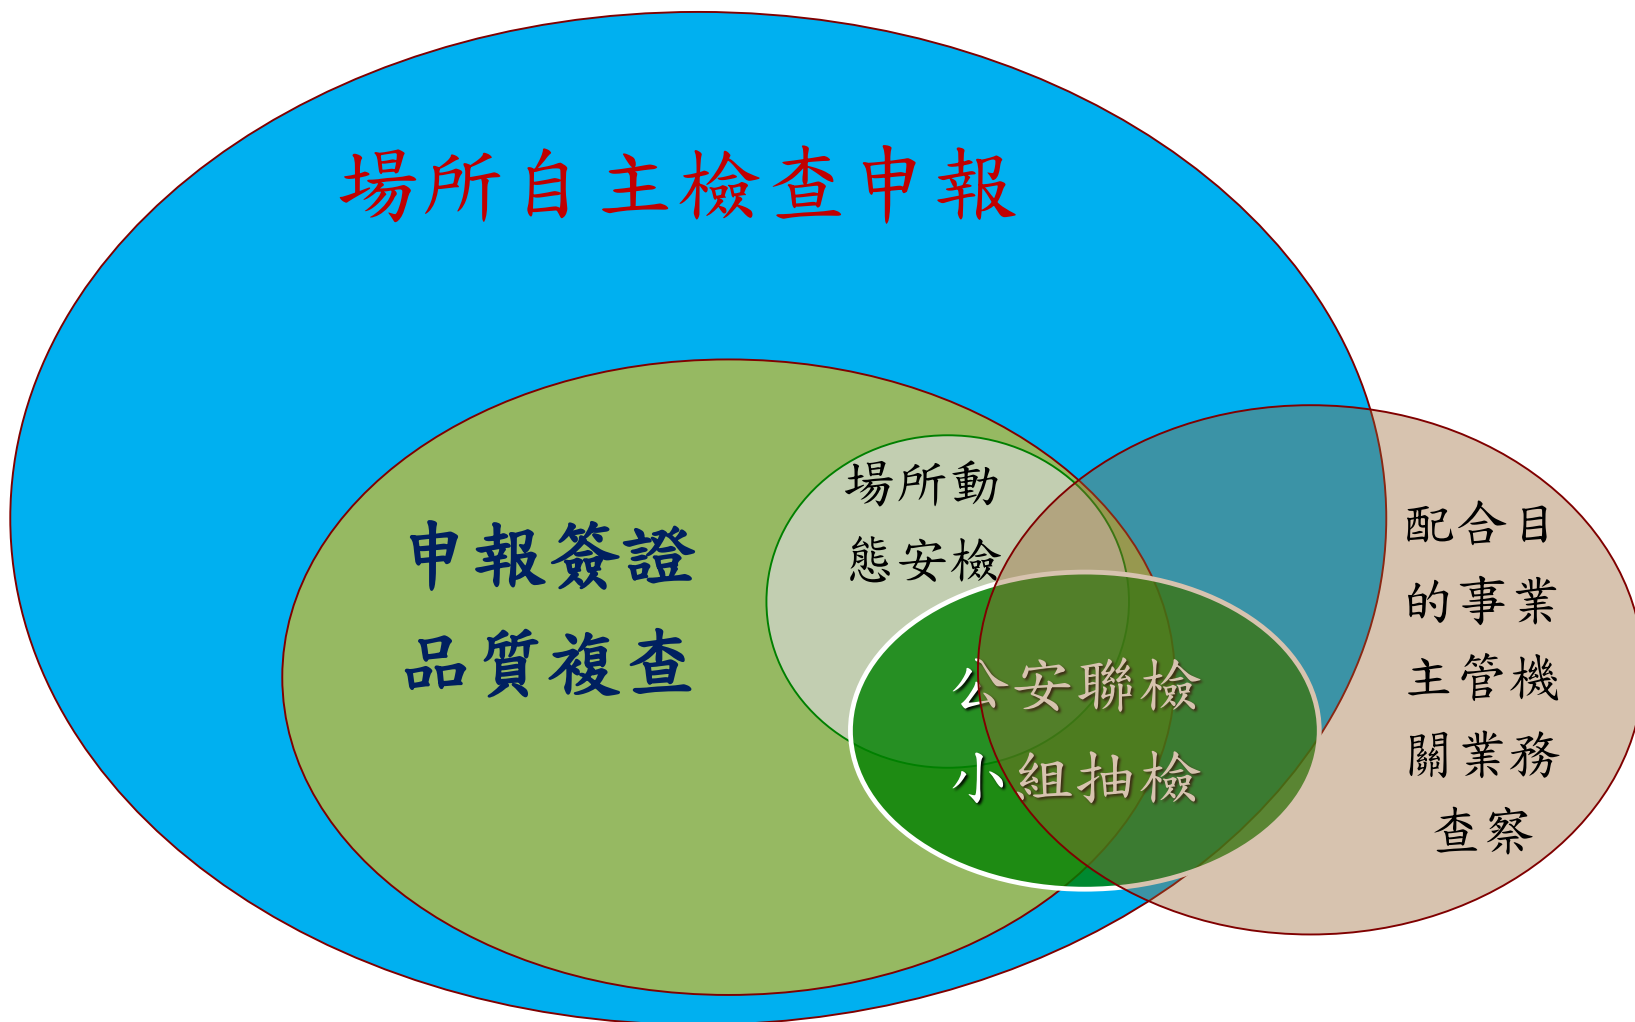 場所自主檢查申報
申報簽證
品質複查
場所動
態安檢
公安聯檢
小組抽檢
配合目
的事業
主管機
關業務
查察